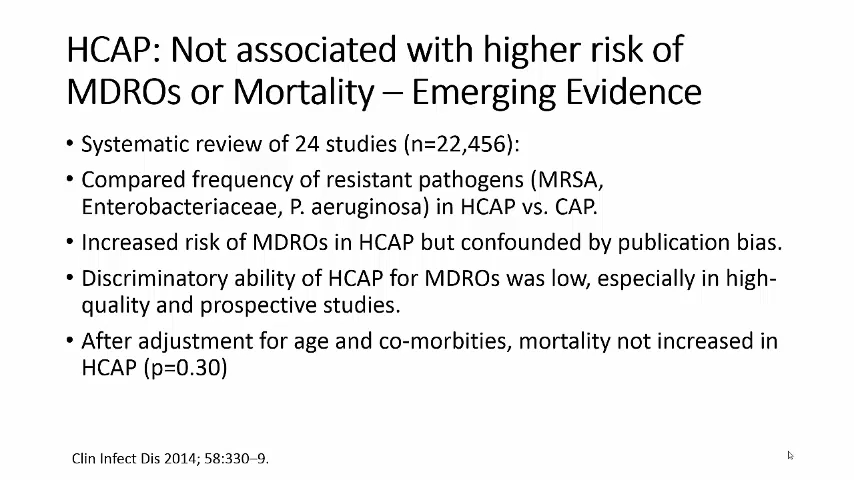 HCAP: Not associated with higher risk of
MDROs or Mortality – Emerging Evidence
• Systematic review of 24 studies (n=22,456):
• Compared frequency of resistant pathogens (MRSA,
Enterobacteriaceae, P. aeruginosa) in HCAP vs. CAP.
• Increased risk of MDROs in HCAP but confounded by publication bias.
• Discriminatory ability of HCAP for MDROs was low, especially in high-
quality and prospective studies.
• After adjustment for age and co-morbities, mortality not increased in
HCAP (p=0.30)
Clin Infect Dis 2014; 58:330–9.